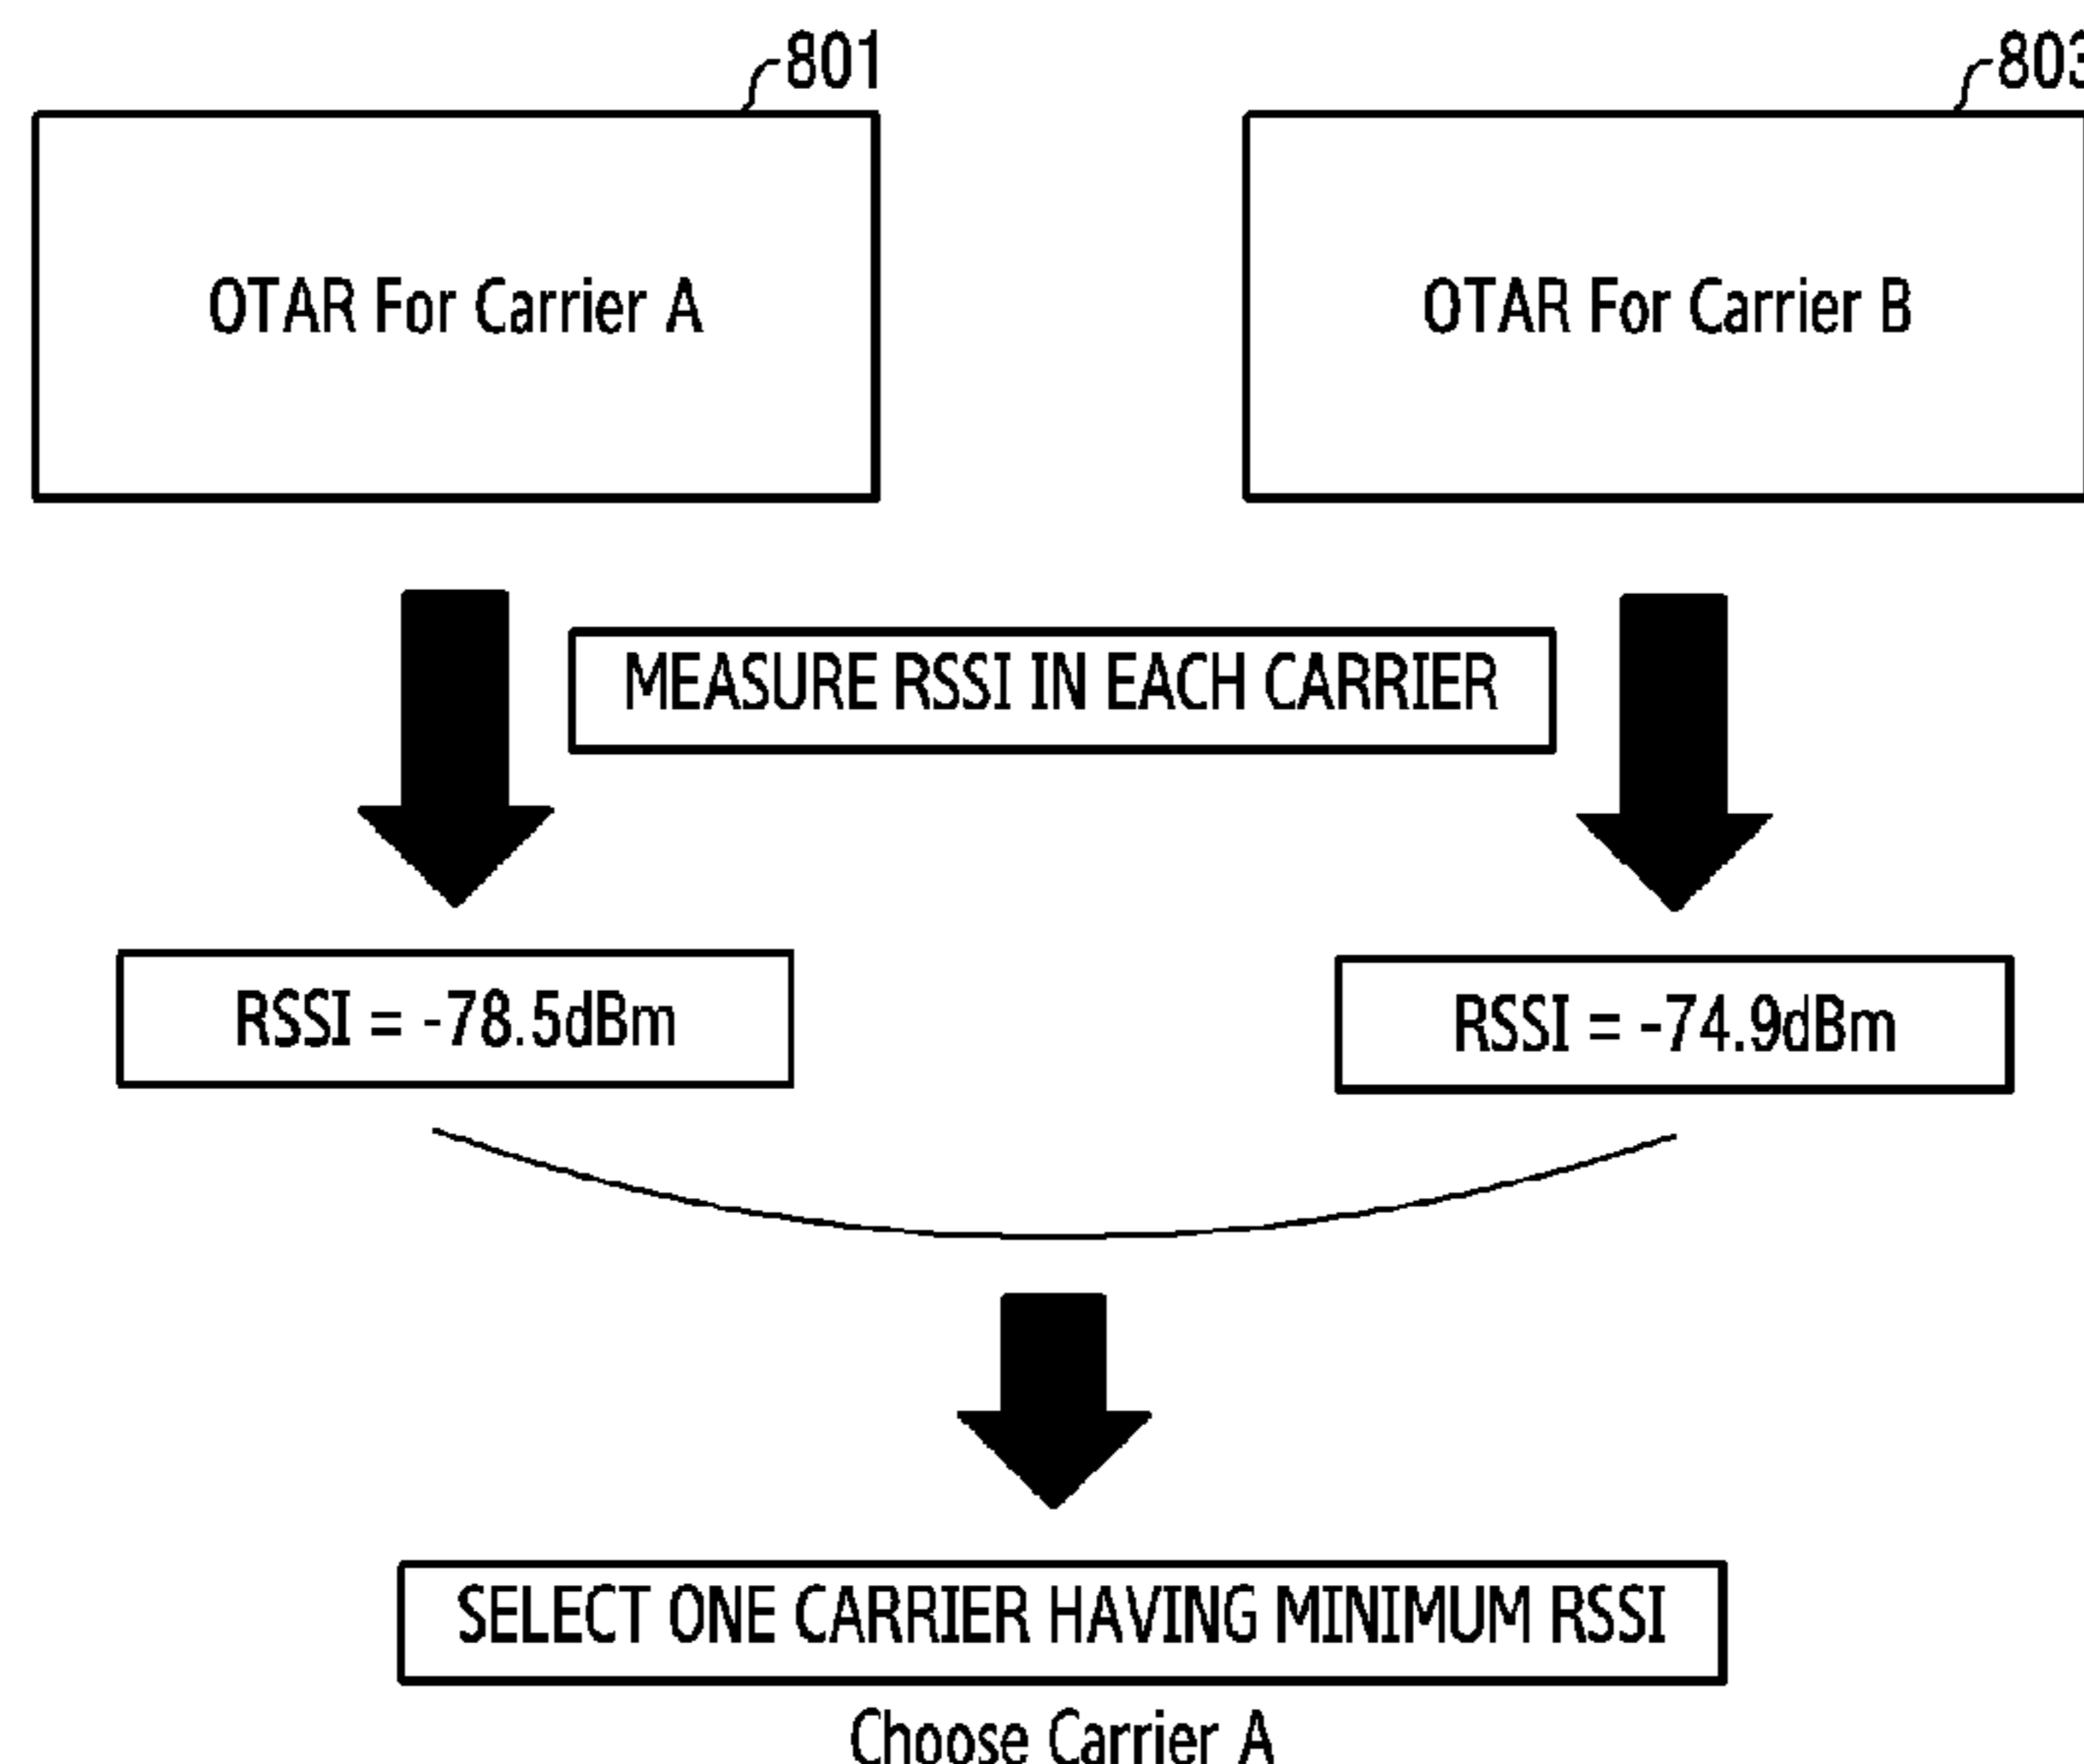 801
803
OTAR For Carrier A
OTAR For Carrier B
MEASURE RSSI IN EACH CARRIER
RSSI = -78.5dBm
RSSI = -74.9dBm
SELECT ONE CARRIER HAVING MINIMUM RSSI
Choose Carrier A